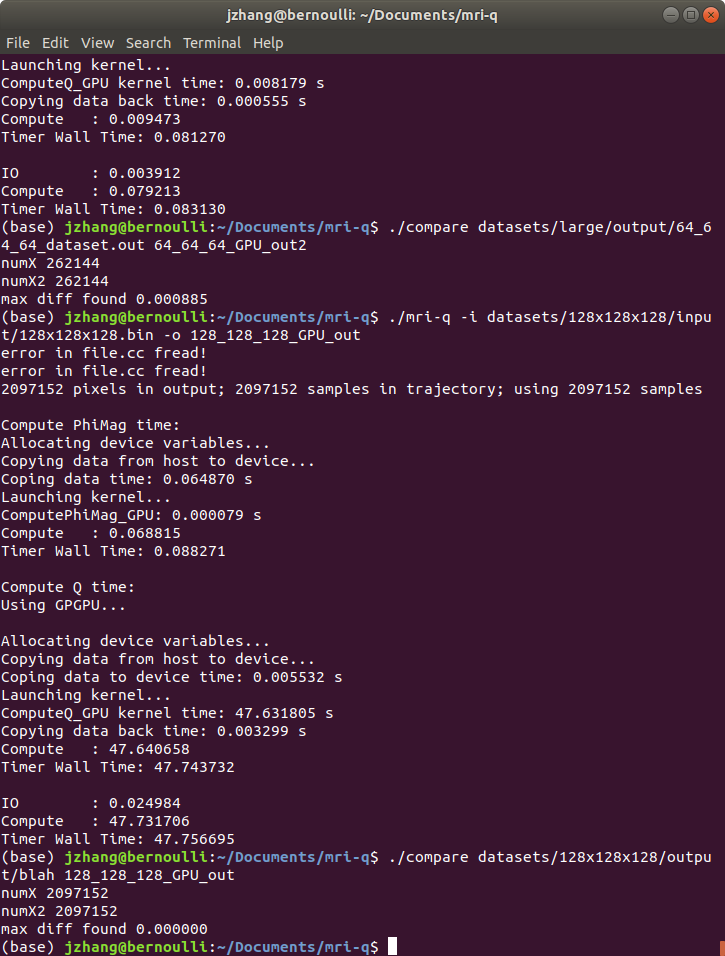 jzhang@bernoulli: ~/Documents/mri-q
File Edit View Search Terminal Help
Launching kernel...
ComputeQ_GPU kernel time: 0.008179 s
Copying data back time: 0.000555 s
Compute   : 0.009473
Timer Wall Time: 0.081270
IO        : 0.003912
Compute   : 0.079213
Timer Wall Time: 0.083130
(base) jzhang@bernoulli:~/Documents/mri-q$ ./compare datasets/large/output/64_6
4_64_dataset.out 64_64_64_GPU_out2
numX 262144
numX2 262144
max diff found 0.000885
(base) jzhang@bernoulli:~/Documents/mri-q$ ./mri-q -i datasets/128x128x128/inpu
t/128x128x128.bin -o 128_128_128_GPU_out
error in file.cc fread!
error in file.cc fread!
2097152 pixels in output; 2097152 samples in trajectory; using 2097152 samples
Compute PhiMag time:
Allocating device variables...
Copying data from host to device...
Coping data time: 0.064870 s
Launching kernel...
ComputePhiMag_GPU: 0.000079 s
Compute   : 0.068815
Timer Wall Time: 0.088271
Compute Q time:
Using GPGPU...
Allocating device variables...
Copying data from host to device...
Coping data to device time: 0.005532 s
Launching kernel...
ComputeQ_GPU kernel time: 47.631805 s
Copying data back time: 0.003299 s
Compute   : 47.640658
Timer Wall Time: 47.743732
IO        : 0.024984
Compute   : 47.731706
Timer Wall Time: 47.756695
(base) jzhang@bernoulli:~/Documents/mri-q$ ./compare datasets/128x128x128/outpu
t/blah 128_128_128_GPU_out
numX 2097152
numX2 2097152
max diff found 0.000000
(base) jzhang@bernoulli:~/Documents/mri-q$